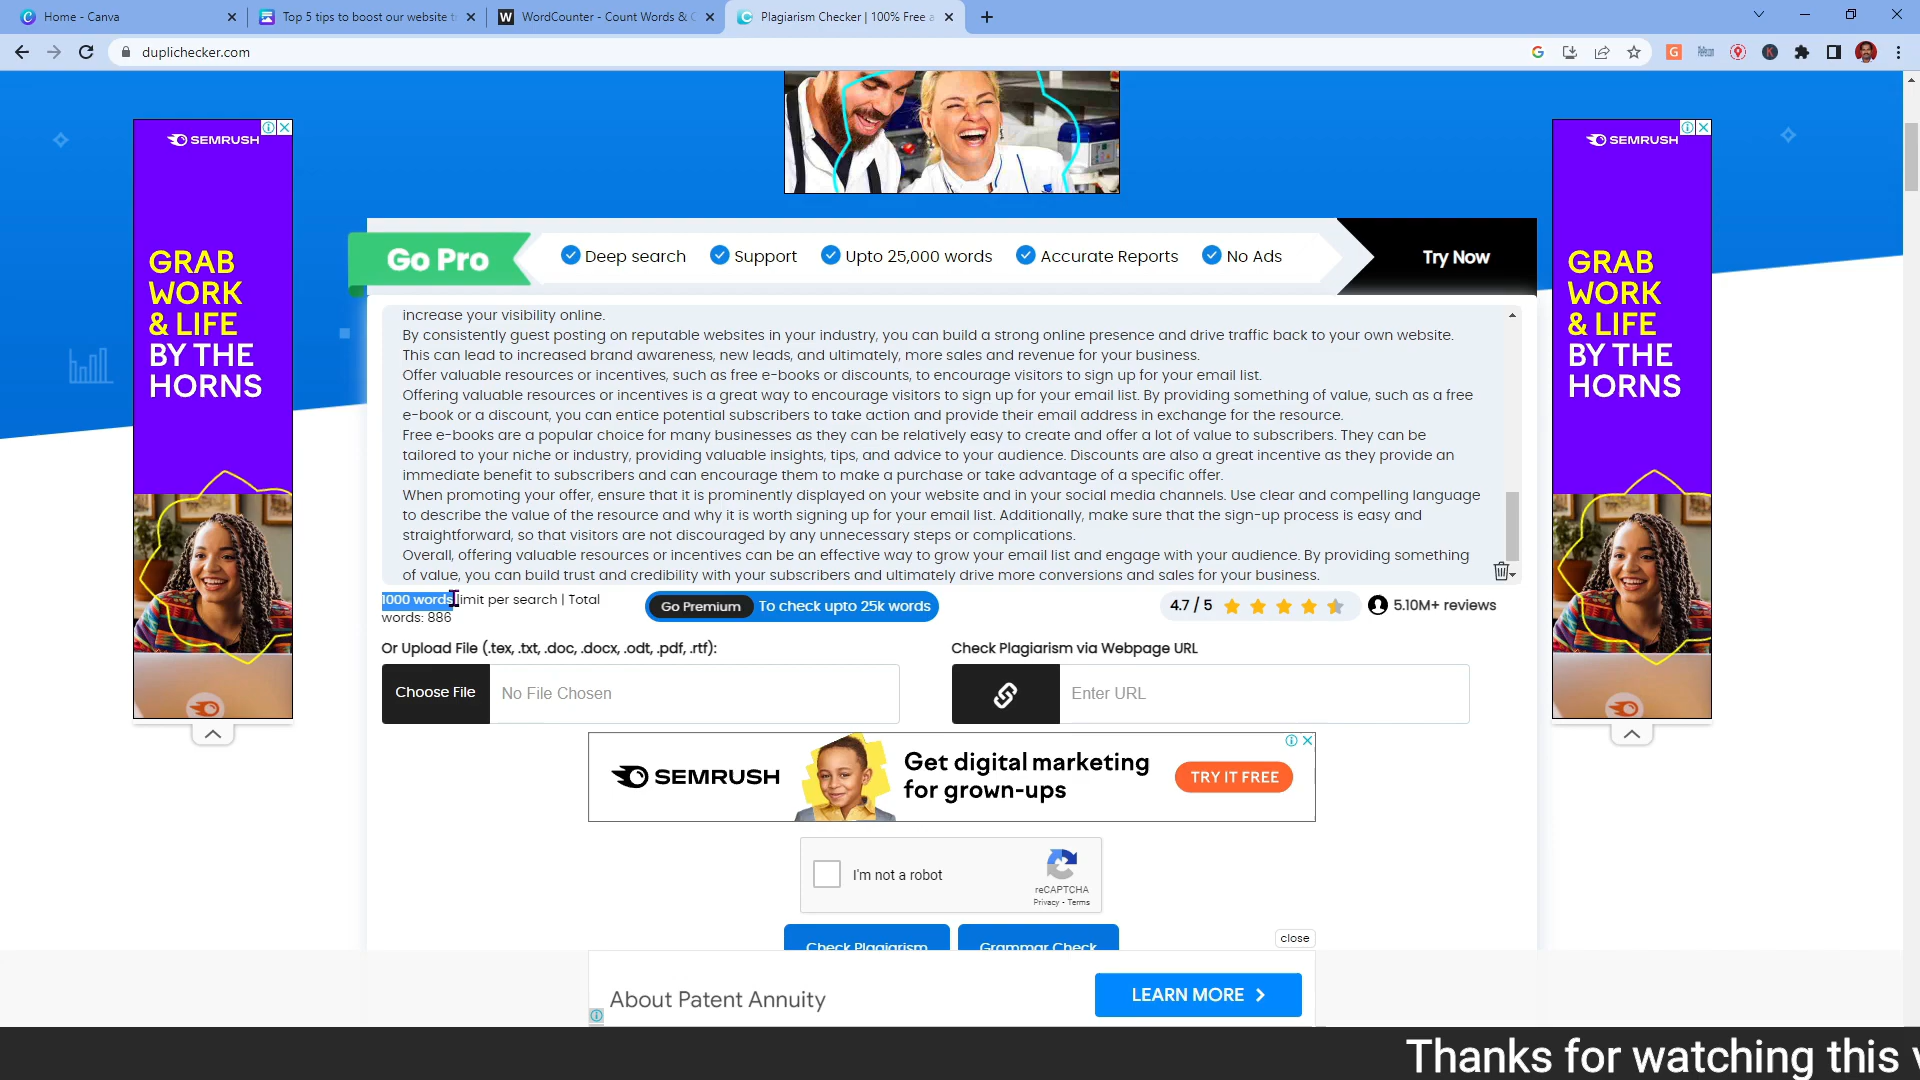 Home - Canva
Top 5 tips to boost our website t
WordCounter - Count Words & C
Plagiarism Checker | 100% Free a
duplichecker.com
SEMRUSH
GRAB
WORK
& LIFE
BY THE
HORNS
SEMRUSH
GRAB
WORK
& LIFE
BY THE
HORNS
Go Pro
Deep search
Support
Upto 25,000 words
Accurate Reports
No Ads
Try Now
increase your visibility online.
By consistently guest posting on reputable websites in your industry, you can build a strong online presence and drive traffic back to your own website.
This can lead to increased brand awareness, new leads, and ultimately, more sales and revenue for your business.
Offer valuable resources or incentives, such as free e-books or discounts, to encourage visitors to sign up for your email list.
Offering valuable resources or incentives is a great way to encourage visitors to sign up for your email list. By providing something of value, such as a free
e-book or a discount, you can entice potential subscribers to take action and provide their email address in exchange for the resource.
Free e-books are a popular choice for many businesses as they can be relatively easy to create and offer a lot of value to subscribers. They can be
tailored to your niche or industry, providing valuable insights, tips, and advice to your audience. Discounts are also a great incentive as they provide an
immediate benefit to subscribers and can encourage them to make a purchase or take advantage of a specific offer.
When promoting your offer, ensure that it is prominently displayed on your website and in your social media channels. Use clear and compelling language
to describe the value of the resource and why it is worth signing up for your email list. Additionally, make sure that the sign-up process is easy and
straightforward, so that visitors are not discouraged by any unnecessary steps or complications.
Overall, offering valuable resources or incentives can be an effective way to grow your email list and engage with your audience. By providing something
of value, you can build trust and credibility with your subscribers and ultimately drive more conversions and sales for your business.
1000 words limit per search | Total
words: 886
Go Premium To check upto 25k words
4.7 / 5
5.10M+ reviews
Or Upload File (.tex, .txt, .doc, .docx, .odt, .pdf, .rtf):
Check Plagiarism via Webpage URL
Choose File
No File Chosen
Enter URL
SEMRUSH
Get digital marketing
for grown-ups
TRY IT FREE
I'm not a robot
reCAPTCHA
Privacy - Terms
Check Plagiarism
Grammar Check
close
About Patent Annuity
LEARN MORE
Thanks for watching this